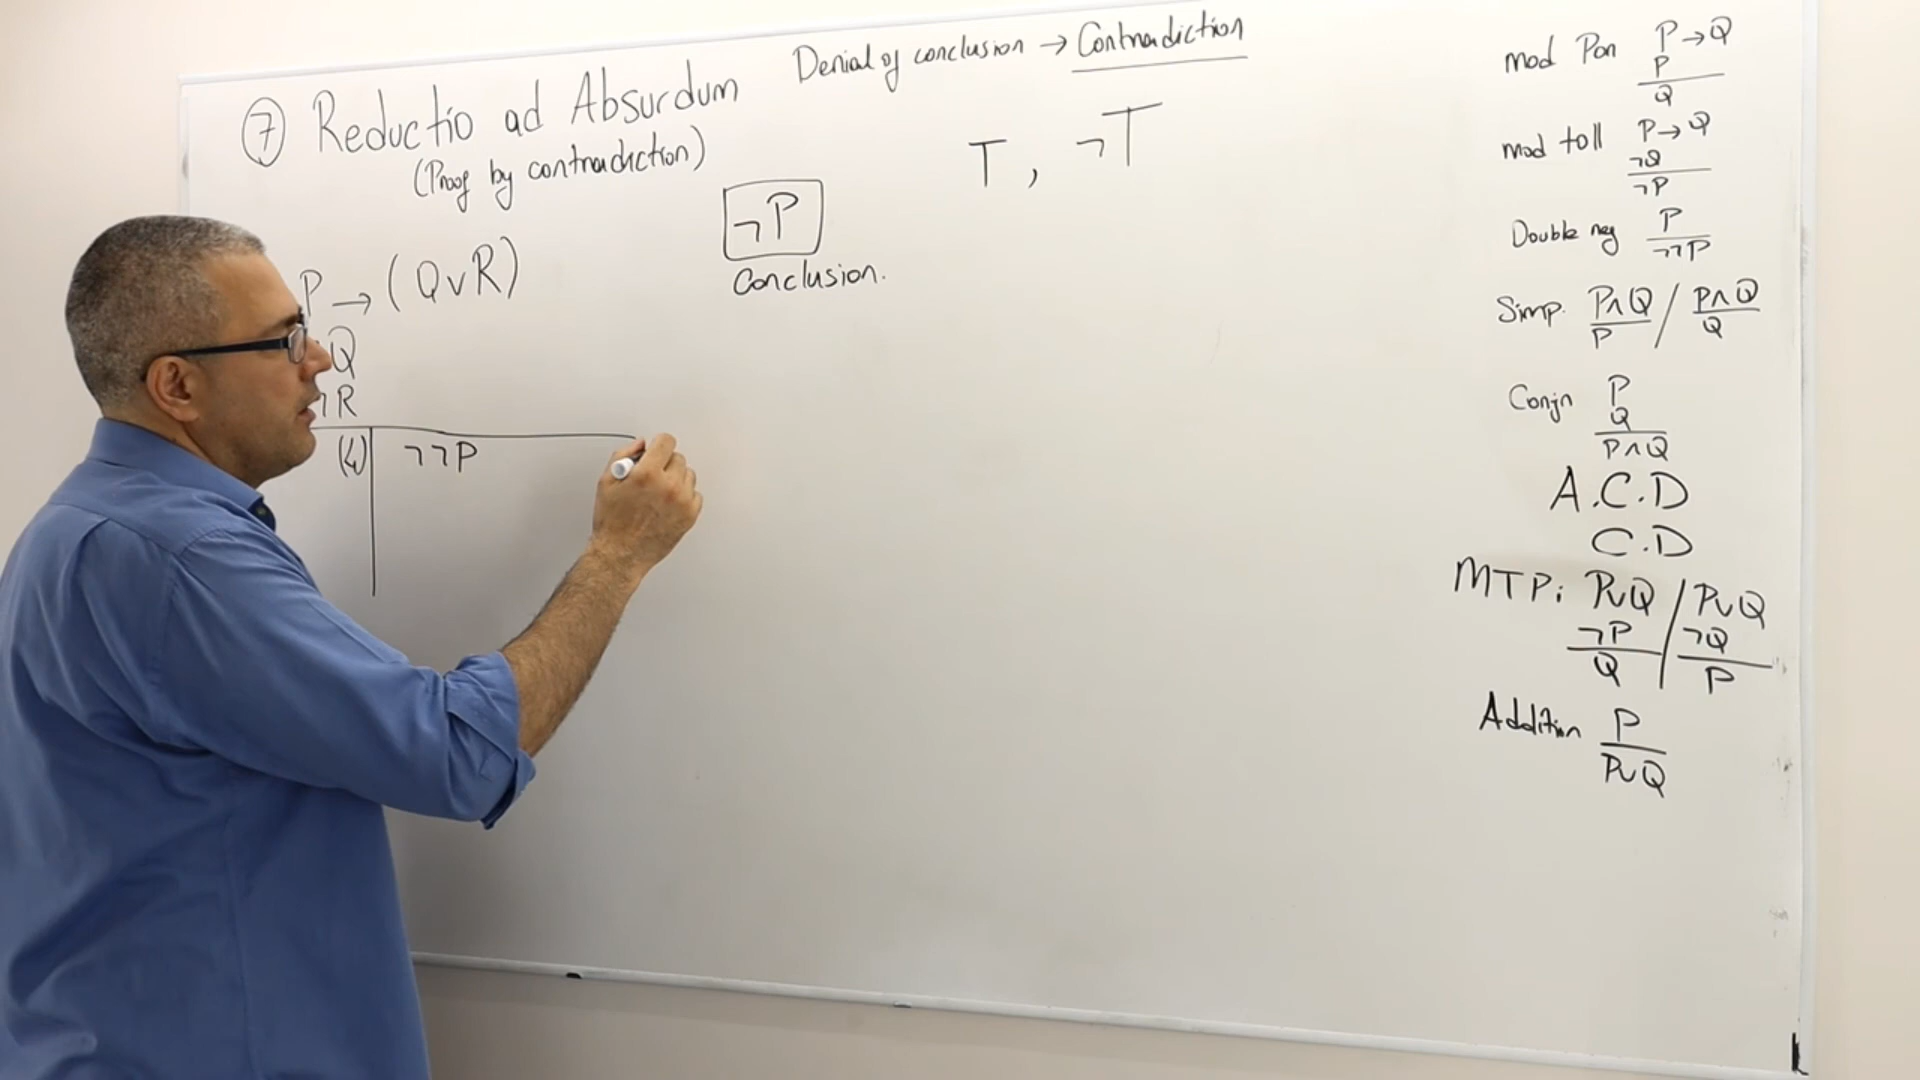 ⑦ Reductio ad Absurdum
(Proof by contradiction)
Denial of conclusion → Contradiction
T, ¬T
¬P
Conclusion.
P → (Q∨R)
Q
¬R
(4) ¬¬P
mod Pon P→Q
P
Q
mod toll P→Q
¬Q
¬P
Double neg P
¬¬P
Simp. P∧Q / P∧Q
P Q
Conjn P
Q
P∧Q
A.C.D
C.D
MTP: P∨Q / P∨Q
¬P ¬Q
Q P
Addition P
P∨Q